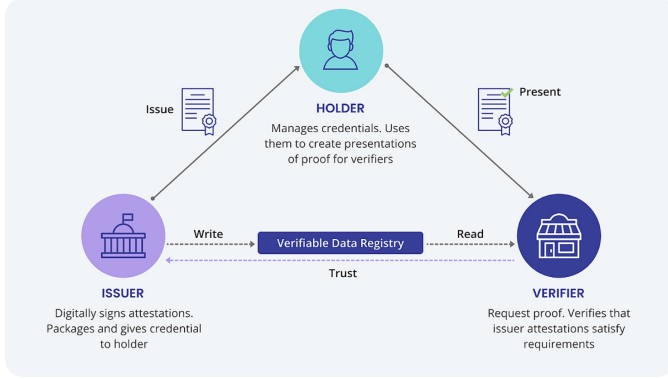 Issue
Present
HOLDER
Manages credentials. Uses
them to create presentations
of proof for verifiers
Write
Verifiable Data Registry
Read
Trust
ISSUER
Digitally signs attestations.
Packages and gives credential
to holder
VERIFIER
Request proof. Verifies that
issuer attestations satisfy
requirements